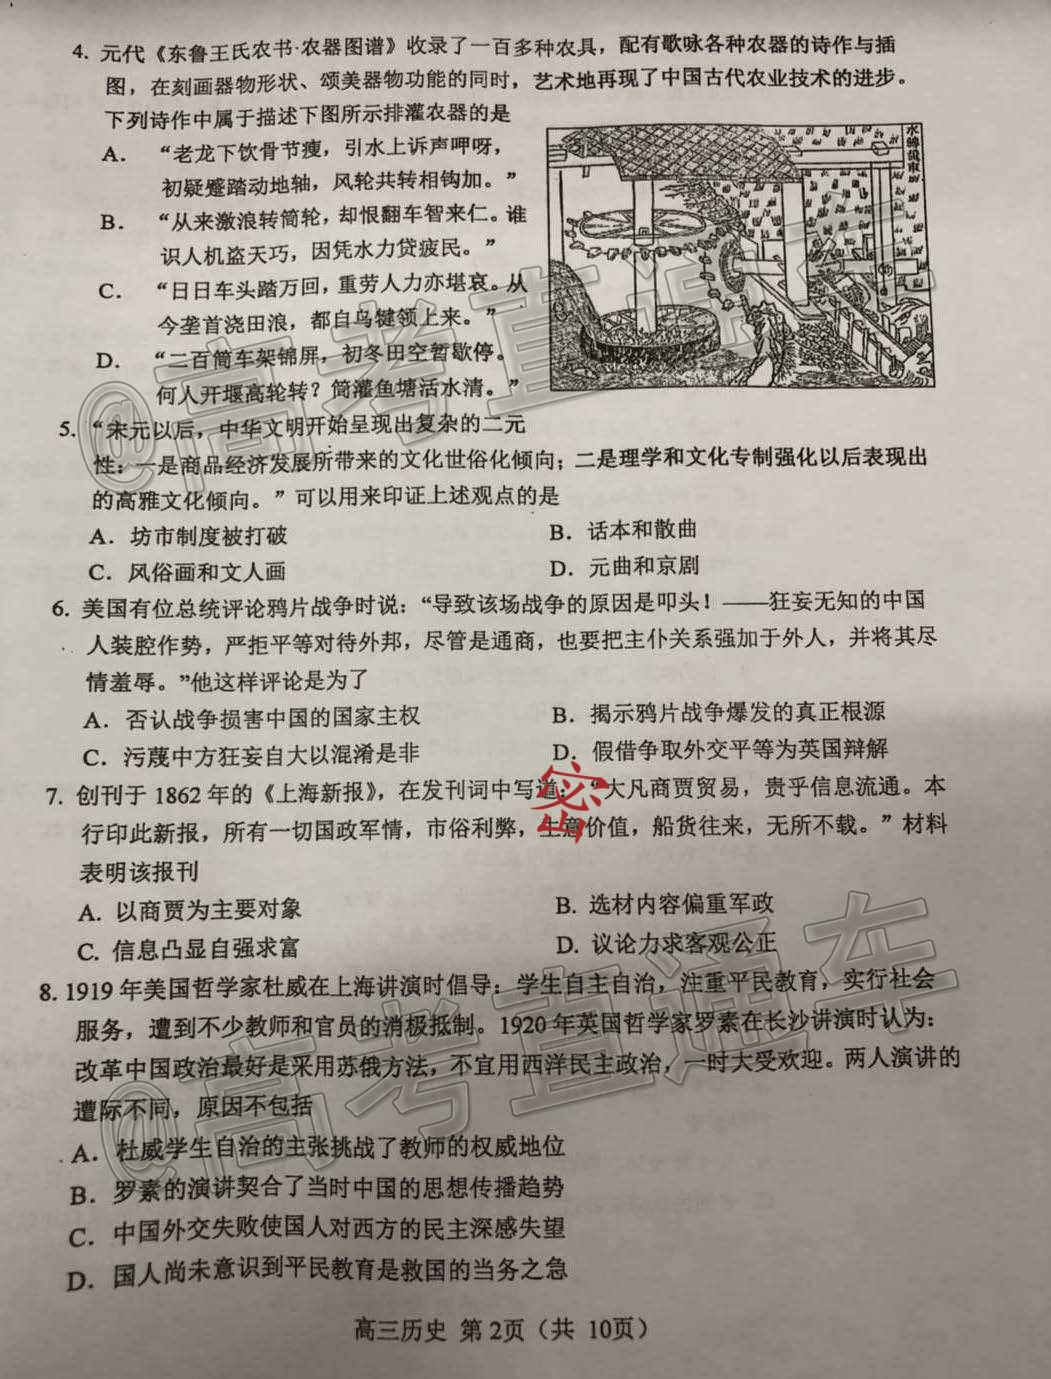 4. 元代《东鲁王氏农书·农器图谱》收录了一百多种农具，配有歌咏各种农器的诗作与插
图，在刻画器物形状、颂美器物功能的同时，艺术地再现了中国古代农业技术的进步。
下列诗作中属于描述下图所示排灌农器的是
A． “老龙下饮骨节瘦，引水上诉声呷呀，
初疑蹙踏动地轴，风轮共转相钩加。”
B． “从来激浪转筒轮，却恨翻车智来仁。谁
识人机盗天巧，因凭水力贷疲民。”
C． “日日车头踏万回，重劳人力亦堪哀。从
今垄首浇田浪，都自乌犍领上来。”
D． “二百筒车架锦屏，初冬田空暂歇停。
何人开堰高轮转？筒灌鱼塘活水清。”
5. “宋元以后，中华文明开始呈现出复杂的二元
性：一是商品经济发展所带来的文化世俗化倾向；二是理学和文化专制强化以后表现出
的高雅文化倾向。”可以用来印证上述观点的是
A．坊市制度被打破 B．话本和散曲
C．风俗画和文人画 D．元曲和京剧
6. 美国有位总统评论鸦片战争时说：“导致该场战争的原因是叩头！——狂妄无知的中国
人装腔作势，严拒平等对待外邦，尽管是通商，也要把主仆关系强加于外人，并将其尽
情羞辱。”他这样评论是为了
A．否认战争损害中国的国家主权 B．揭示鸦片战争爆发的真正根源
C．污蔑中方狂妄自大以混淆是非 D．假借争取外交平等为英国辩解
7. 创刊于 1862 年的《上海新报》，在发刊词中写道：“大凡商贾贸易，贵乎信息流通。本
行印此新报，所有一切国政军情，市俗利弊，生意价值，船货往来，无所不载。”材料
表明该报刊
密
A．以商贾为主要对象 B．选材内容偏重军政
C．信息凸显自强求富 D．议论力求客观公正
8. 1919 年美国哲学家杜威在上海讲演时倡导：学生自主自治，注重平民教育，实行社会
服务，遭到不少教师和官员的消极抵制。1920 年英国哲学家罗素在长沙讲演时认为：
改革中国政治最好是采用苏俄方法，不宜用西洋民主政治，一时大受欢迎。两人演讲的
遭际不同，原因不包括
A．杜威学生自治的主张挑战了教师的权威地位
B．罗素的演讲契合了当时中国的思想传播趋势
C．中国外交失败使国人对西方的民主深感失望
D．国人尚未意识到平民教育是救国的当务之急
高三历史 第 2页（共 10页）
@高考直通车
@高考直通车